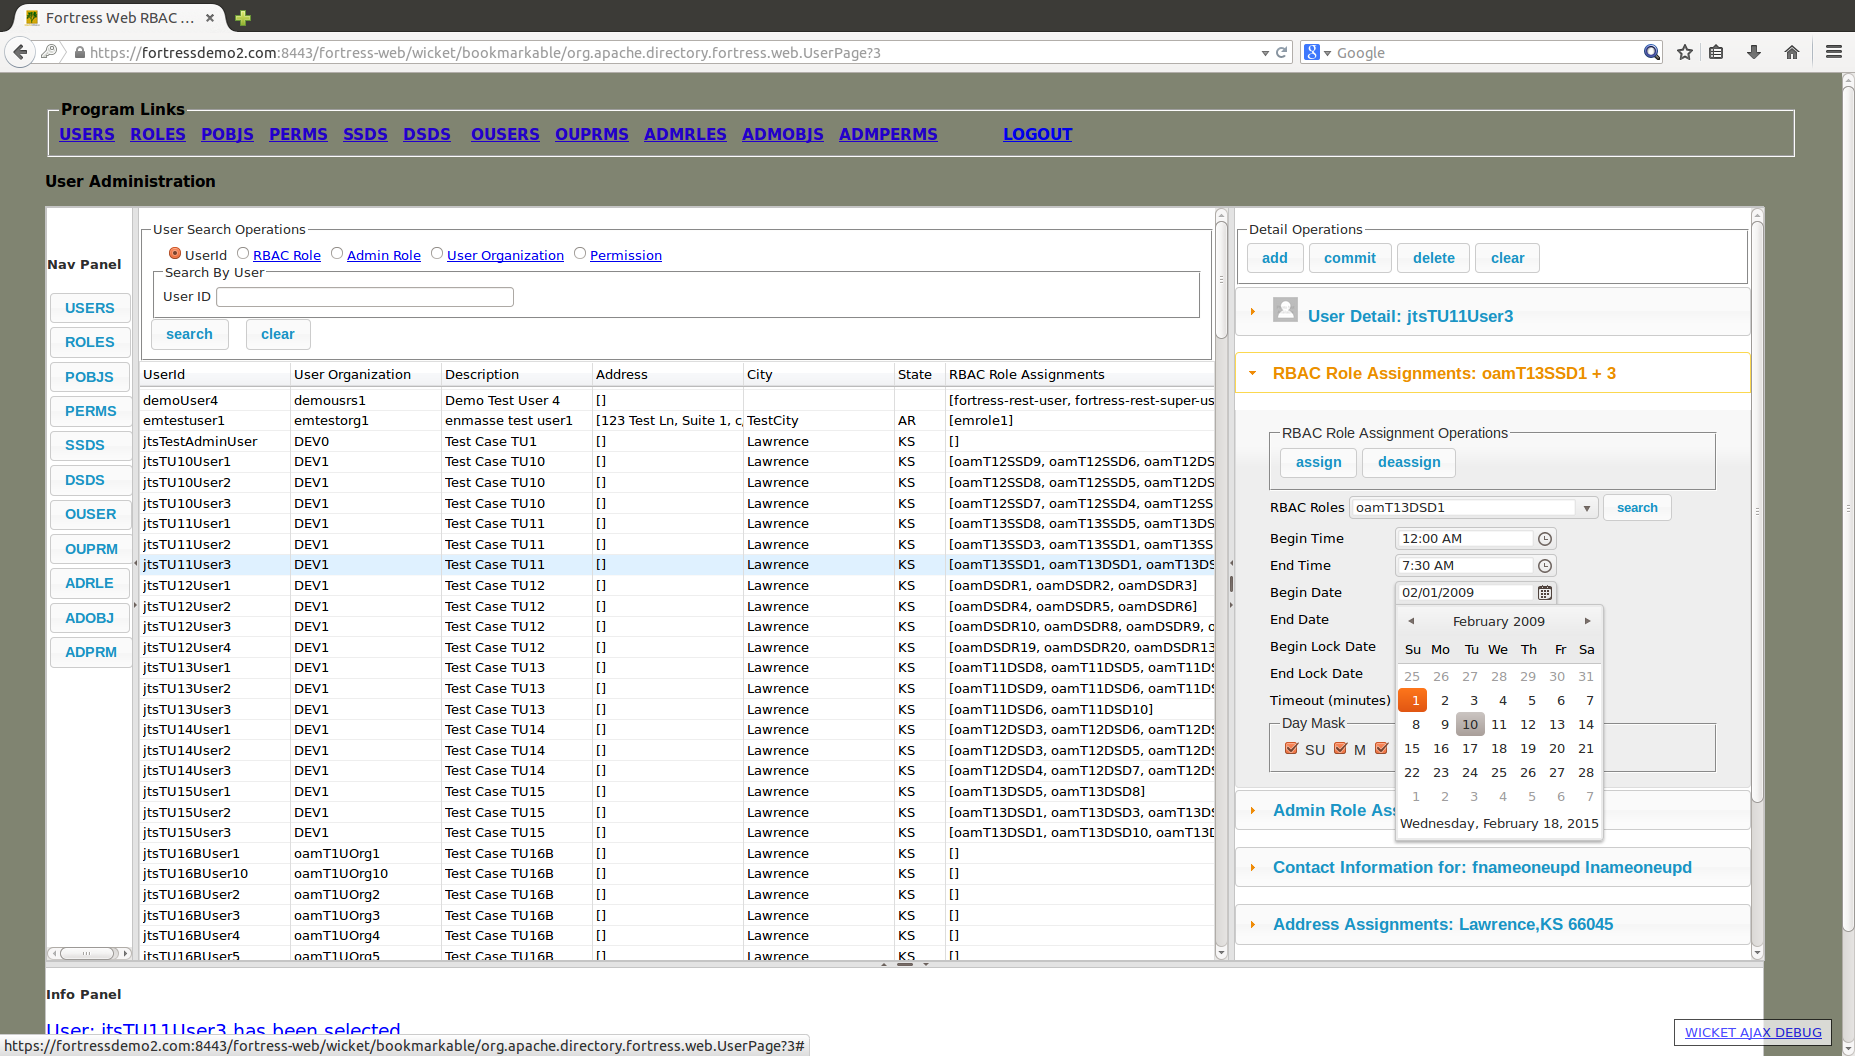 Fortress Web RBAC ...
https://fortressdemo2.com:8443/fortress-web/wicket/bookmarkable/org.apache.directory.fortress.web.UserPage?3
Google
Program Links
USERS ROLES POBJS PERMS SSDS DSDS OUSERS OUPRMS ADMRLES ADMOBJS ADMPERMS LOGOUT
User Administration
Nav Panel
USERS
ROLES
POBJS
PERMS
SSDS
DSDS
OUSER
OUPRM
ADRLE
ADOBJ
ADPRM
User Search Operations
UserId RBAC Role Admin Role User Organization Permission
Search By User
User ID
search clear
UserId User Organization Description Address City State RBAC Role Assignments
demoUser4 demousrs1 Demo Test User 4 [] [fortress-rest-user, fortress-rest-super-us
emtestuser1 emtestorg1 enmasse test user1 [123 Test Ln, Suite 1, c, TestCity AR [emrole1]
jtsTestAdminUser DEV0 Test Case TU1 [] Lawrence KS []
jtsTU10User1 DEV1 Test Case TU10 [] Lawrence KS [oamT12SSD9, oamT12SSD6, oamT12DS
jtsTU10User2 DEV1 Test Case TU10 [] Lawrence KS [oamT12SSD8, oamT12SSD5, oamT12DS
jtsTU10User3 DEV1 Test Case TU10 [] Lawrence KS [oamT12SSD7, oamT12SSD4, oamT12SS
jtsTU11User1 DEV1 Test Case TU11 [] Lawrence KS [oamT13SSD8, oamT13SSD5, oamT13DS
jtsTU11User2 DEV1 Test Case TU11 [] Lawrence KS [oamT13SSD3, oamT13SSD1, oamT13SS
jtsTU11User3 DEV1 Test Case TU11 [] Lawrence KS [oamT13SSD1, oamT13DSD1, oamT13DS
jtsTU12User1 DEV1 Test Case TU12 [] Lawrence KS [oamDSDR1, oamDSDR2, oamDSDR3]
jtsTU12User2 DEV1 Test Case TU12 [] Lawrence KS [oamDSDR4, oamDSDR5, oamDSDR6]
jtsTU12User3 DEV1 Test Case TU12 [] Lawrence KS [oamDSDR10, oamDSDR8, oamDSDR9, o
jtsTU12User4 DEV1 Test Case TU12 [] Lawrence KS [oamDSDR19, oamDSDR20, oamDSDR13
jtsTU13User1 DEV1 Test Case TU13 [] Lawrence KS [oamT11DSD8, oamT11DSD5, oamT11DS
jtsTU13User2 DEV1 Test Case TU13 [] Lawrence KS [oamT11DSD9, oamT11DSD6, oamT11DS
jtsTU13User3 DEV1 Test Case TU13 [] Lawrence KS [oamT11DSD6, oamT11DSD10]
jtsTU14User1 DEV1 Test Case TU14 [] Lawrence KS [oamT12DSD3, oamT12DSD6, oamT12DS
jtsTU14User2 DEV1 Test Case TU14 [] Lawrence KS [oamT12DSD3, oamT12DSD5, oamT12DS
jtsTU14User3 DEV1 Test Case TU14 [] Lawrence KS [oamT12DSD4, oamT12DSD7, oamT12DS
jtsTU15User1 DEV1 Test Case TU15 [] Lawrence KS [oamT13DSD5, oamT13DSD8]
jtsTU15User2 DEV1 Test Case TU15 [] Lawrence KS [oamT13DSD1, oamT13DSD3, oamT13DS
jtsTU15User3 DEV1 Test Case TU15 [] Lawrence KS [oamT13DSD1, oamT13DSD10, oamT13D
jtsTU16BUser1 oamT1UOrg1 Test Case TU16B [] Lawrence KS []
jtsTU16BUser10 oamT1UOrg10 Test Case TU16B [] Lawrence KS []
jtsTU16BUser2 oamT1UOrg2 Test Case TU16B [] Lawrence KS []
jtsTU16BUser3 oamT1UOrg3 Test Case TU16B [] Lawrence KS []
jtsTU16BUser4 oamT1UOrg4 Test Case TU16B [] Lawrence KS []
jtsTU16BUser5 oamT1UOrg5 Test Case TU16B [] Lawrence KS []
Detail Operations
add commit delete clear
User Detail: jtsTU11User3
RBAC Role Assignments: oamT13SSD1 + 3
RBAC Role Assignment Operations
assign deassign
RBAC Roles oamT13DSD1 search
Begin Time 12:00 AM
End Time 7:30 AM
Begin Date 02/01/2009
End Date
Begin Lock Date
End Lock Date
Timeout (minutes)
Day Mask
SU M
February 2009
Su Mo Tu We Th Fr Sa
25 26 27 28 29 30 31
1 2 3 4 5 6 7
8 9 10 11 12 13 14
15 16 17 18 19 20 21
22 23 24 25 26 27 28
1 2 3 4 5 6 7
Wednesday, February 18, 2015
Admin Role Ass
Contact Information for: fnameoneupd lnameoneupd
Address Assignments: Lawrence,KS 66045
Info Panel
User: jtsTU11User3 has been selected
WICKET AJAX DEBUG
https://fortressdemo2.com:8443/fortress-web/wicket/bookmarkable/org.apache.directory.fortress.web.UserPage?3#